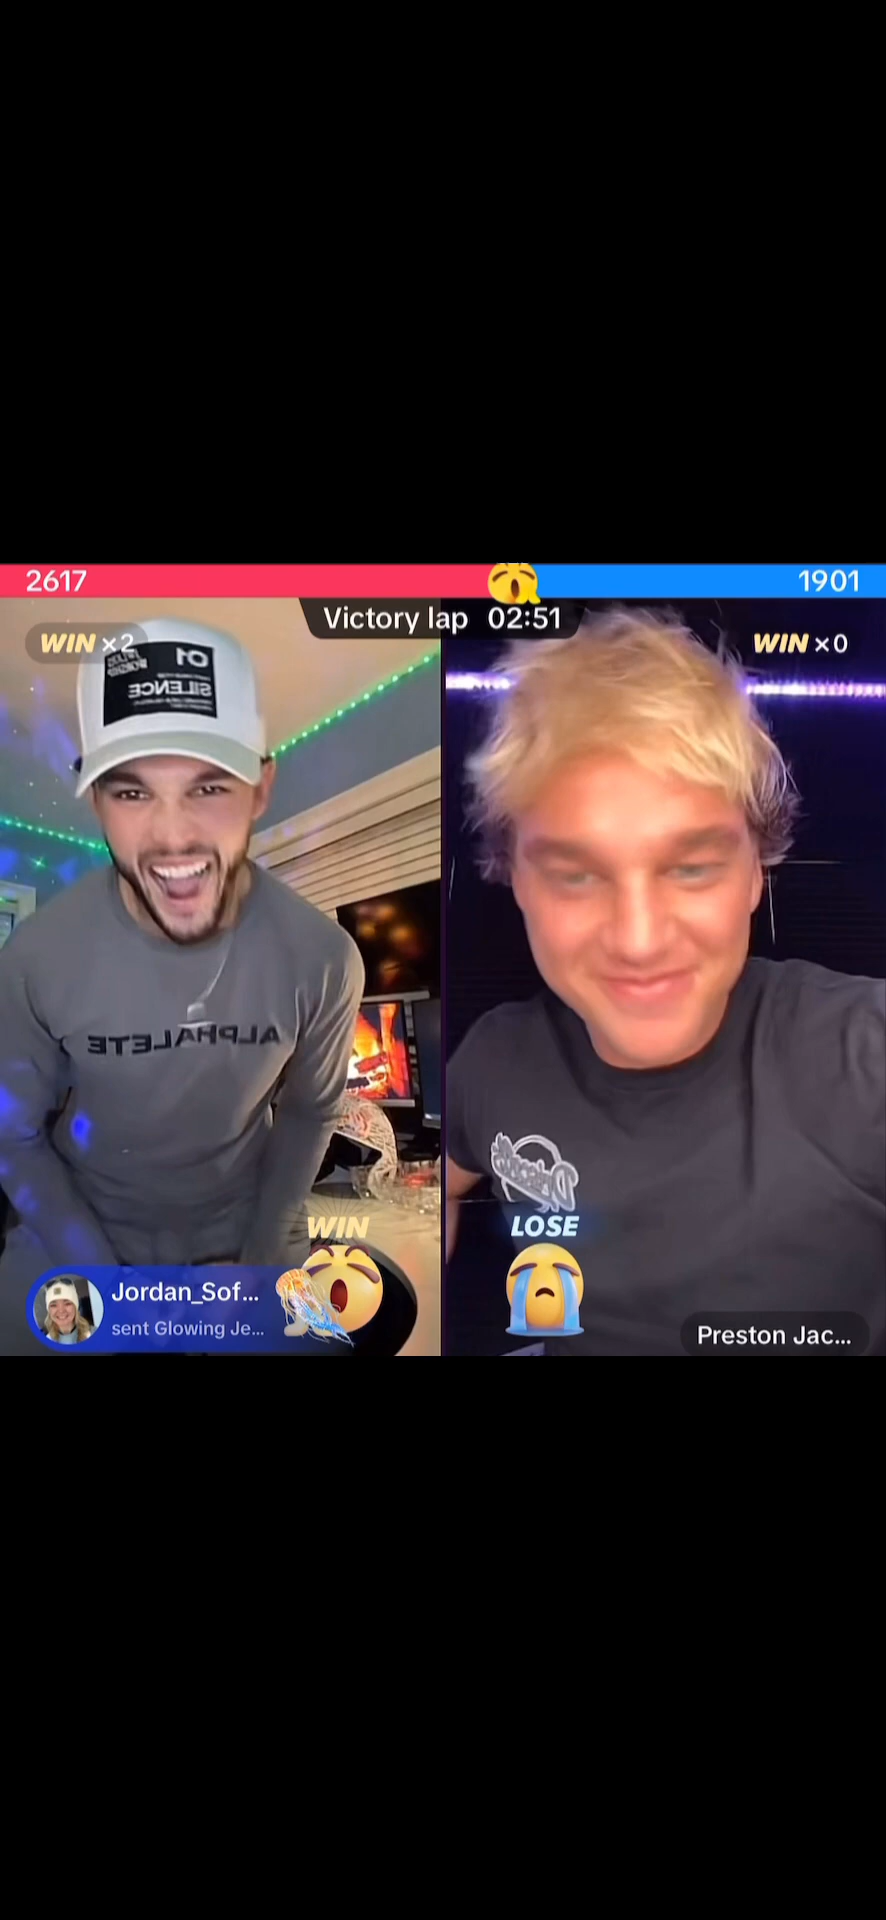 2617
1901
Victory lap 02:51
WIN ×2
WIN ×0
01
SILENCE
ALPHALETE
WIN
LOSE
Jordan_Sof...
sent Glowing Je...
Preston Jac...